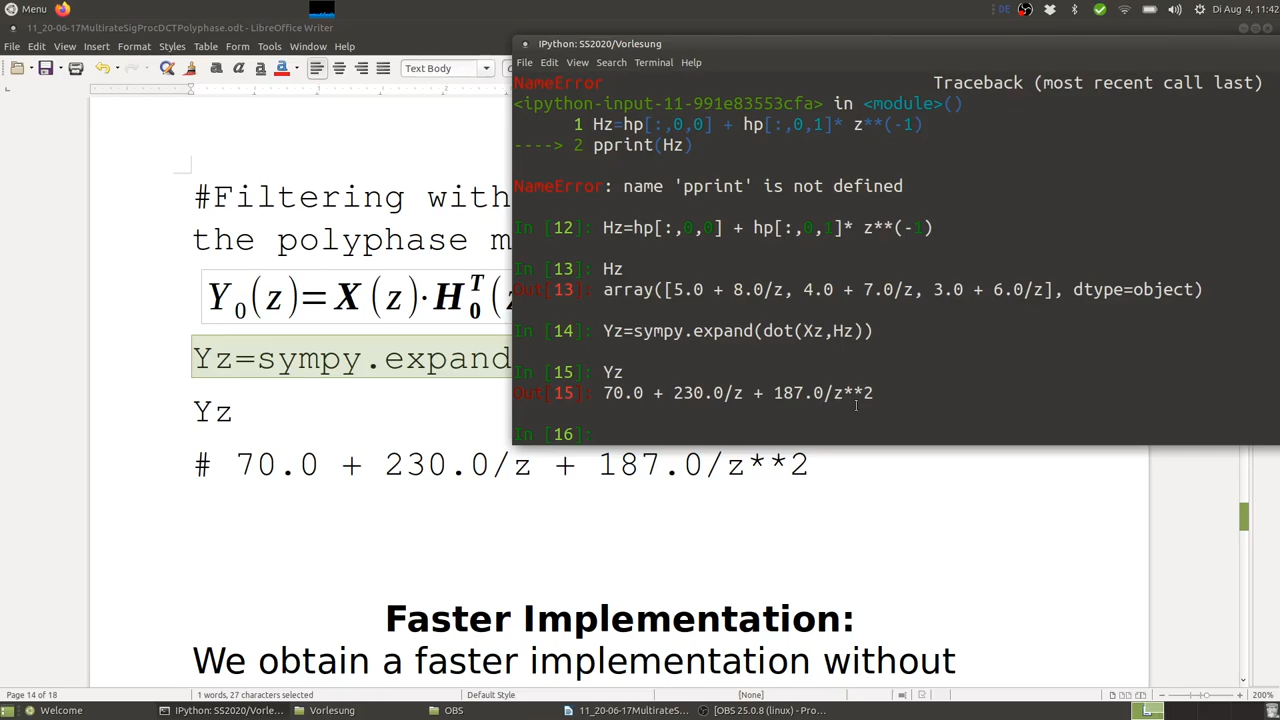 Menu
DE
Di Aug 4, 11:42
11_20-06-17MultirateSigProcDCTPolyphase.odt - LibreOffice Writer
File Edit View Insert Format Styles Table Form Tools Window Help
Text Body
IPython: SS2020/Vorlesung
File Edit View Search Terminal Help
NameError Traceback (most recent call last)
<ipython-input-11-991e83553cfa> in <module>()
1 Hz=hp[:,0,0] + hp[:,0,1]* z**(-1)
----> 2 pprint(Hz)
NameError: name 'pprint' is not defined
In [12]: Hz=hp[:,0,0] + hp[:,0,1]* z**(-1)
In [13]: Hz
Out[13]: array([5.0 + 8.0/z, 4.0 + 7.0/z, 3.0 + 6.0/z], dtype=object)
In [14]: Yz=sympy.expand(dot(Xz,Hz))
In [15]: Yz
Out[15]: 70.0 + 230.0/z + 187.0/z**2
In [16]:
#Filtering with
the polyphase m
Y₀(z)=X(z)·H₀ᵀ(z
Yz=sympy.expand
Yz
# 70.0 + 230.0/z + 187.0/z**2
Faster Implementation:
We obtain a faster implementation without
Page 14 of 18 1 words, 27 characters selected Default Style [None] 200%
Welcome IPython: SS2020/Vorle... Vorlesung OBS 11_20-06-17MultirateS... [OBS 25.0.8 (linux) - Pro...